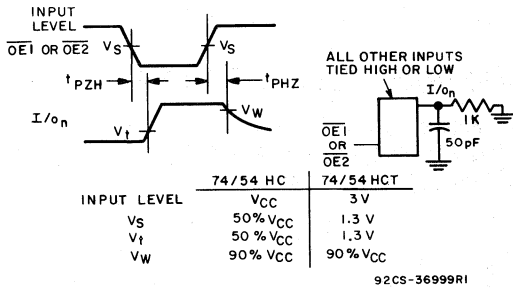 INPUT
LEVEL
OE1 OR OE2
VS
VS
tPZH
tPHZ
I/On
Vt
VW
ALL OTHER INPUTS
TIED HIGH OR LOW
I/On
1K
50pF
OE1
OR
OE2
74/54 HC 74/54 HCT
INPUT LEVEL VCC 3 V
VS 50% VCC 1.3 V
Vt 50% VCC 1.3 V
VW 90% VCC 90% VCC
92CS-36999R1